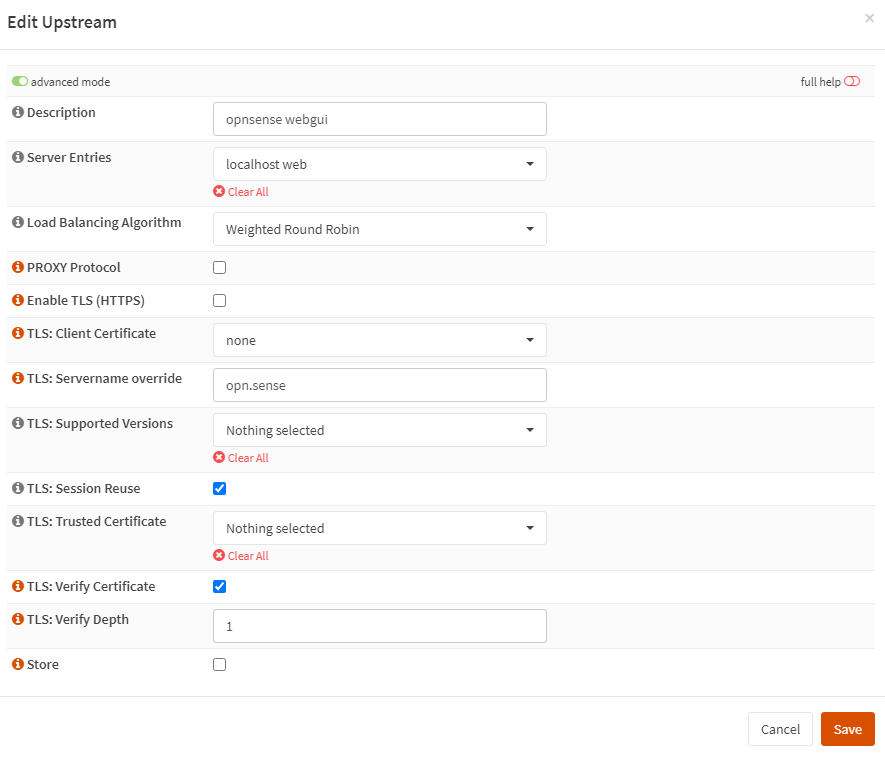 Edit Upstream
×
advanced mode
full help
Description
opnsense webgui
Server Entries
localhost web
Clear All
Load Balancing Algorithm
Weighted Round Robin
PROXY Protocol
Enable TLS (HTTPS)
TLS: Client Certificate
none
TLS: Servername override
opn.sense
TLS: Supported Versions
Nothing selected
Clear All
TLS: Session Reuse
TLS: Trusted Certificate
Nothing selected
Clear All
TLS: Verify Certificate
TLS: Verify Depth
1
Store
Cancel
Save